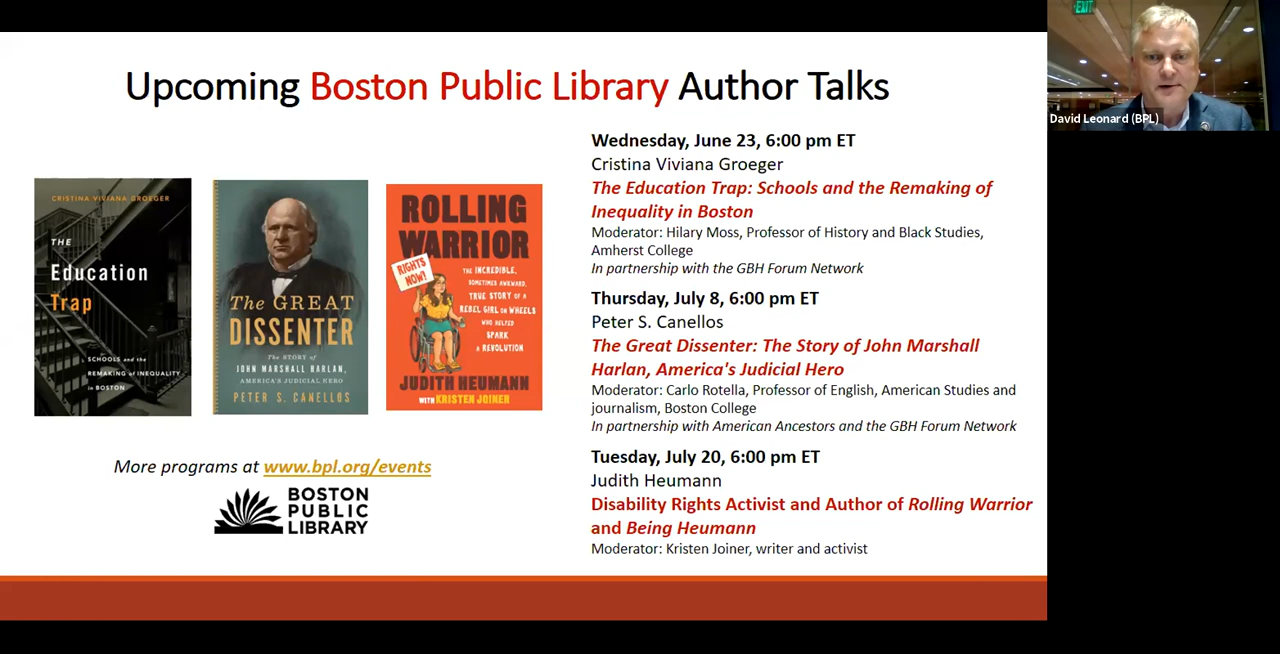 EXIT
David Leonard (BPL)
Upcoming Boston Public Library Author Talks
CRISTINA VIVIANA GROEGER
THE
Education
Trap
SCHOOLS and the
REMAKING of INEQUALITY
in BOSTON
The GREAT
DISSENTER
The STORY of
JOHN MARSHALL HARLAN,
AMERICA'S JUDICIAL HERO
PETER S. CANELLOS
ROLLING
WARRIOR
RIGHTS
NOW!
THE INCREDIBLE,
SOMETIMES AWKWARD,
TRUE STORY OF A
REBEL GIRL ON WHEELS
WHO HELPED
SPARK
A REVOLUTION
JUDITH HEUMANN
WITH KRISTEN JOINER
More programs at www.bpl.org/events
BOSTON
PUBLIC
LIBRARY
Wednesday, June 23, 6:00 pm ET
Cristina Viviana Groeger
The Education Trap: Schools and the Remaking of
Inequality in Boston
Moderator: Hilary Moss, Professor of History and Black Studies,
Amherst College
In partnership with the GBH Forum Network
Thursday, July 8, 6:00 pm ET
Peter S. Canellos
The Great Dissenter: The Story of John Marshall
Harlan, America's Judicial Hero
Moderator: Carlo Rotella, Professor of English, American Studies and
journalism, Boston College
In partnership with American Ancestors and the GBH Forum Network
Tuesday, July 20, 6:00 pm ET
Judith Heumann
Disability Rights Activist and Author of Rolling Warrior
and Being Heumann
Moderator: Kristen Joiner, writer and activist